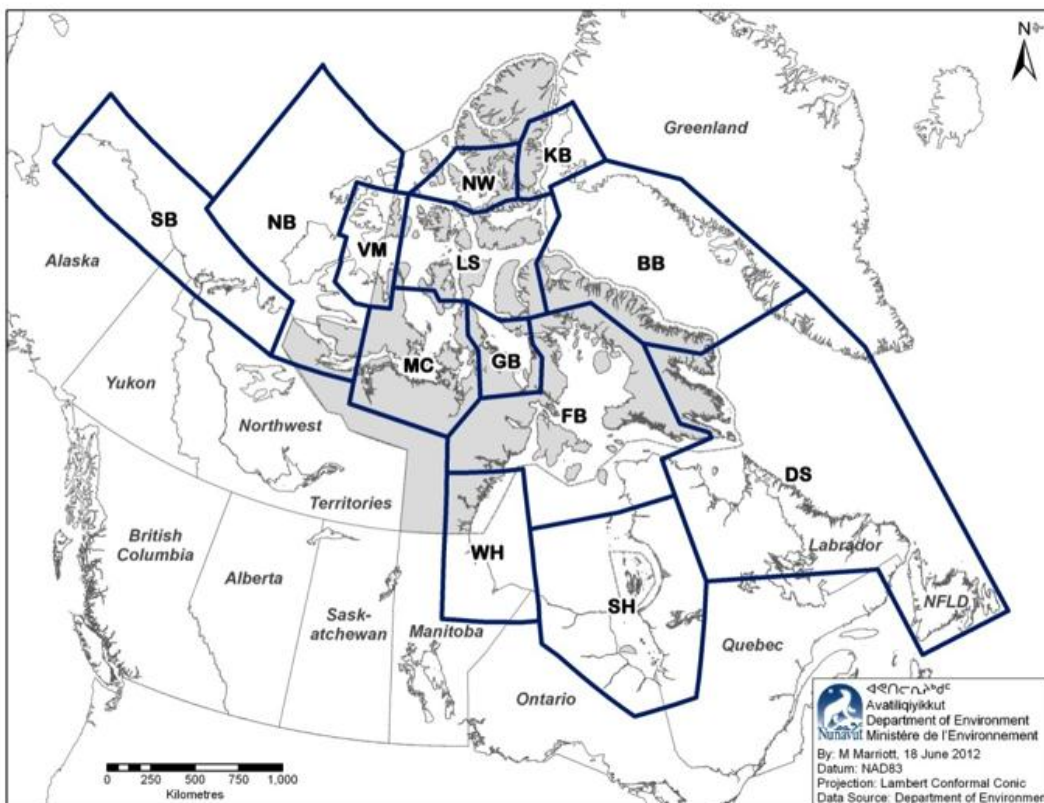 N
Greenland
KB
NW
SB
NB
VM
LS
BB
Alaska
MC
GB
Yukon
FB
Northwest
DS
Territories
British
Columbia
WH
Labrador
Alberta
SH
NFLD
Sask-
atchewan
Manitoba
Quebec
Ontario
Nunavut
Avatiliqiyikkut
Department of Environment
Ministére de l'Environnement
By: M Marriott, 18 June 2012
Datum: NAD83
Projection: Lambert Conformal Conic
Data Source: Department of Environment
0 250 500 750 1,000
Kilometres